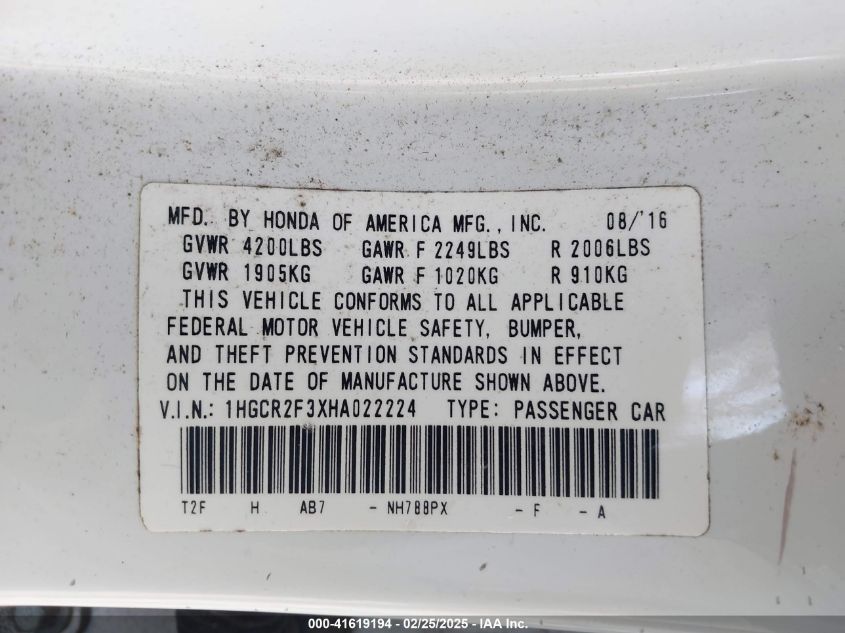 MFD. BY HONDA OF AMERICA MFG., INC. 08/'16
GVWR 4200LBS GAWR F 2249LBS R 2006LBS
GVWR 1905KG GAWR F 1020KG R 910KG
THIS VEHICLE CONFORMS TO ALL APPLICABLE
FEDERAL MOTOR VEHICLE SAFETY, BUMPER,
AND THEFT PREVENTION STANDARDS IN EFFECT
ON THE DATE OF MANUFACTURE SHOWN ABOVE.
V.I.N.: 1HGCR2F3XHA022224 TYPE: PASSENGER CAR
T2F H AB7 - NH788PX - F - A
000-41619194 - 02/25/2025 - IAA Inc.